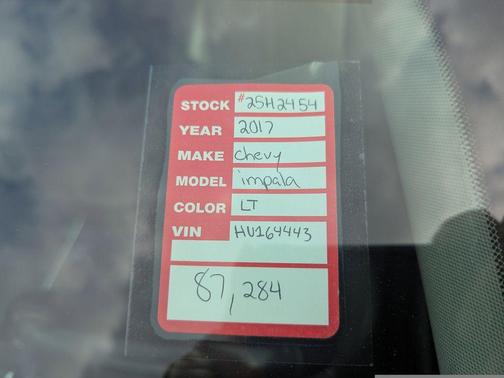 STOCK #25H2454
YEAR 2017
MAKE Chevy
MODEL impala
COLOR LT
VIN HU164443
87,284